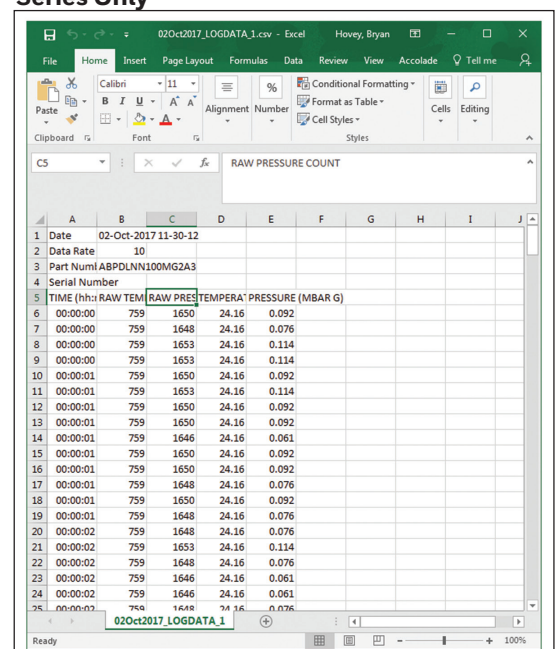 Series Only
02Oct2017_LOGDATA_1.csv - Excel Hovey, Bryan
File Home Insert Page Layout Formulas Data Review View Accolade Tell me
Paste Calibri 11 A A Alignment % Number Conditional Formatting Cells Editing
B I U A Format as Table
Cell Styles
Clipboard Font Styles
C5 fx RAW PRESSURE COUNT
A B C D E F G H I J
1 Date 02-Oct-2017 11-30-12
2 Data Rate 10
3 Part Numl ABPDLNN100MG2A3
4 Serial Number
5 TIME (hh:ı RAW TEMI RAW PRES TEMPERA' PRESSURE (MBAR G)
6 00:00:00 759 1650 24.16 0.092
7 00:00:00 759 1648 24.16 0.076
8 00:00:00 759 1653 24.16 0.114
9 00:00:00 759 1653 24.16 0.114
10 00:00:01 759 1650 24.16 0.092
11 00:00:01 759 1653 24.16 0.114
12 00:00:01 759 1650 24.16 0.092
13 00:00:01 759 1650 24.16 0.092
14 00:00:01 759 1646 24.16 0.061
15 00:00:01 759 1650 24.16 0.092
16 00:00:01 759 1650 24.16 0.092
17 00:00:01 759 1648 24.16 0.076
18 00:00:01 759 1650 24.16 0.092
19 00:00:01 759 1648 24.16 0.076
20 00:00:02 759 1648 24.16 0.076
21 00:00:02 759 1653 24.16 0.114
22 00:00:02 759 1648 24.16 0.076
23 00:00:02 759 1646 24.16 0.061
24 00:00:02 759 1646 24.16 0.061
25 00:00:02 759 1648 24.16 0.076
02Oct2017_LOGDATA_1
Ready 100%